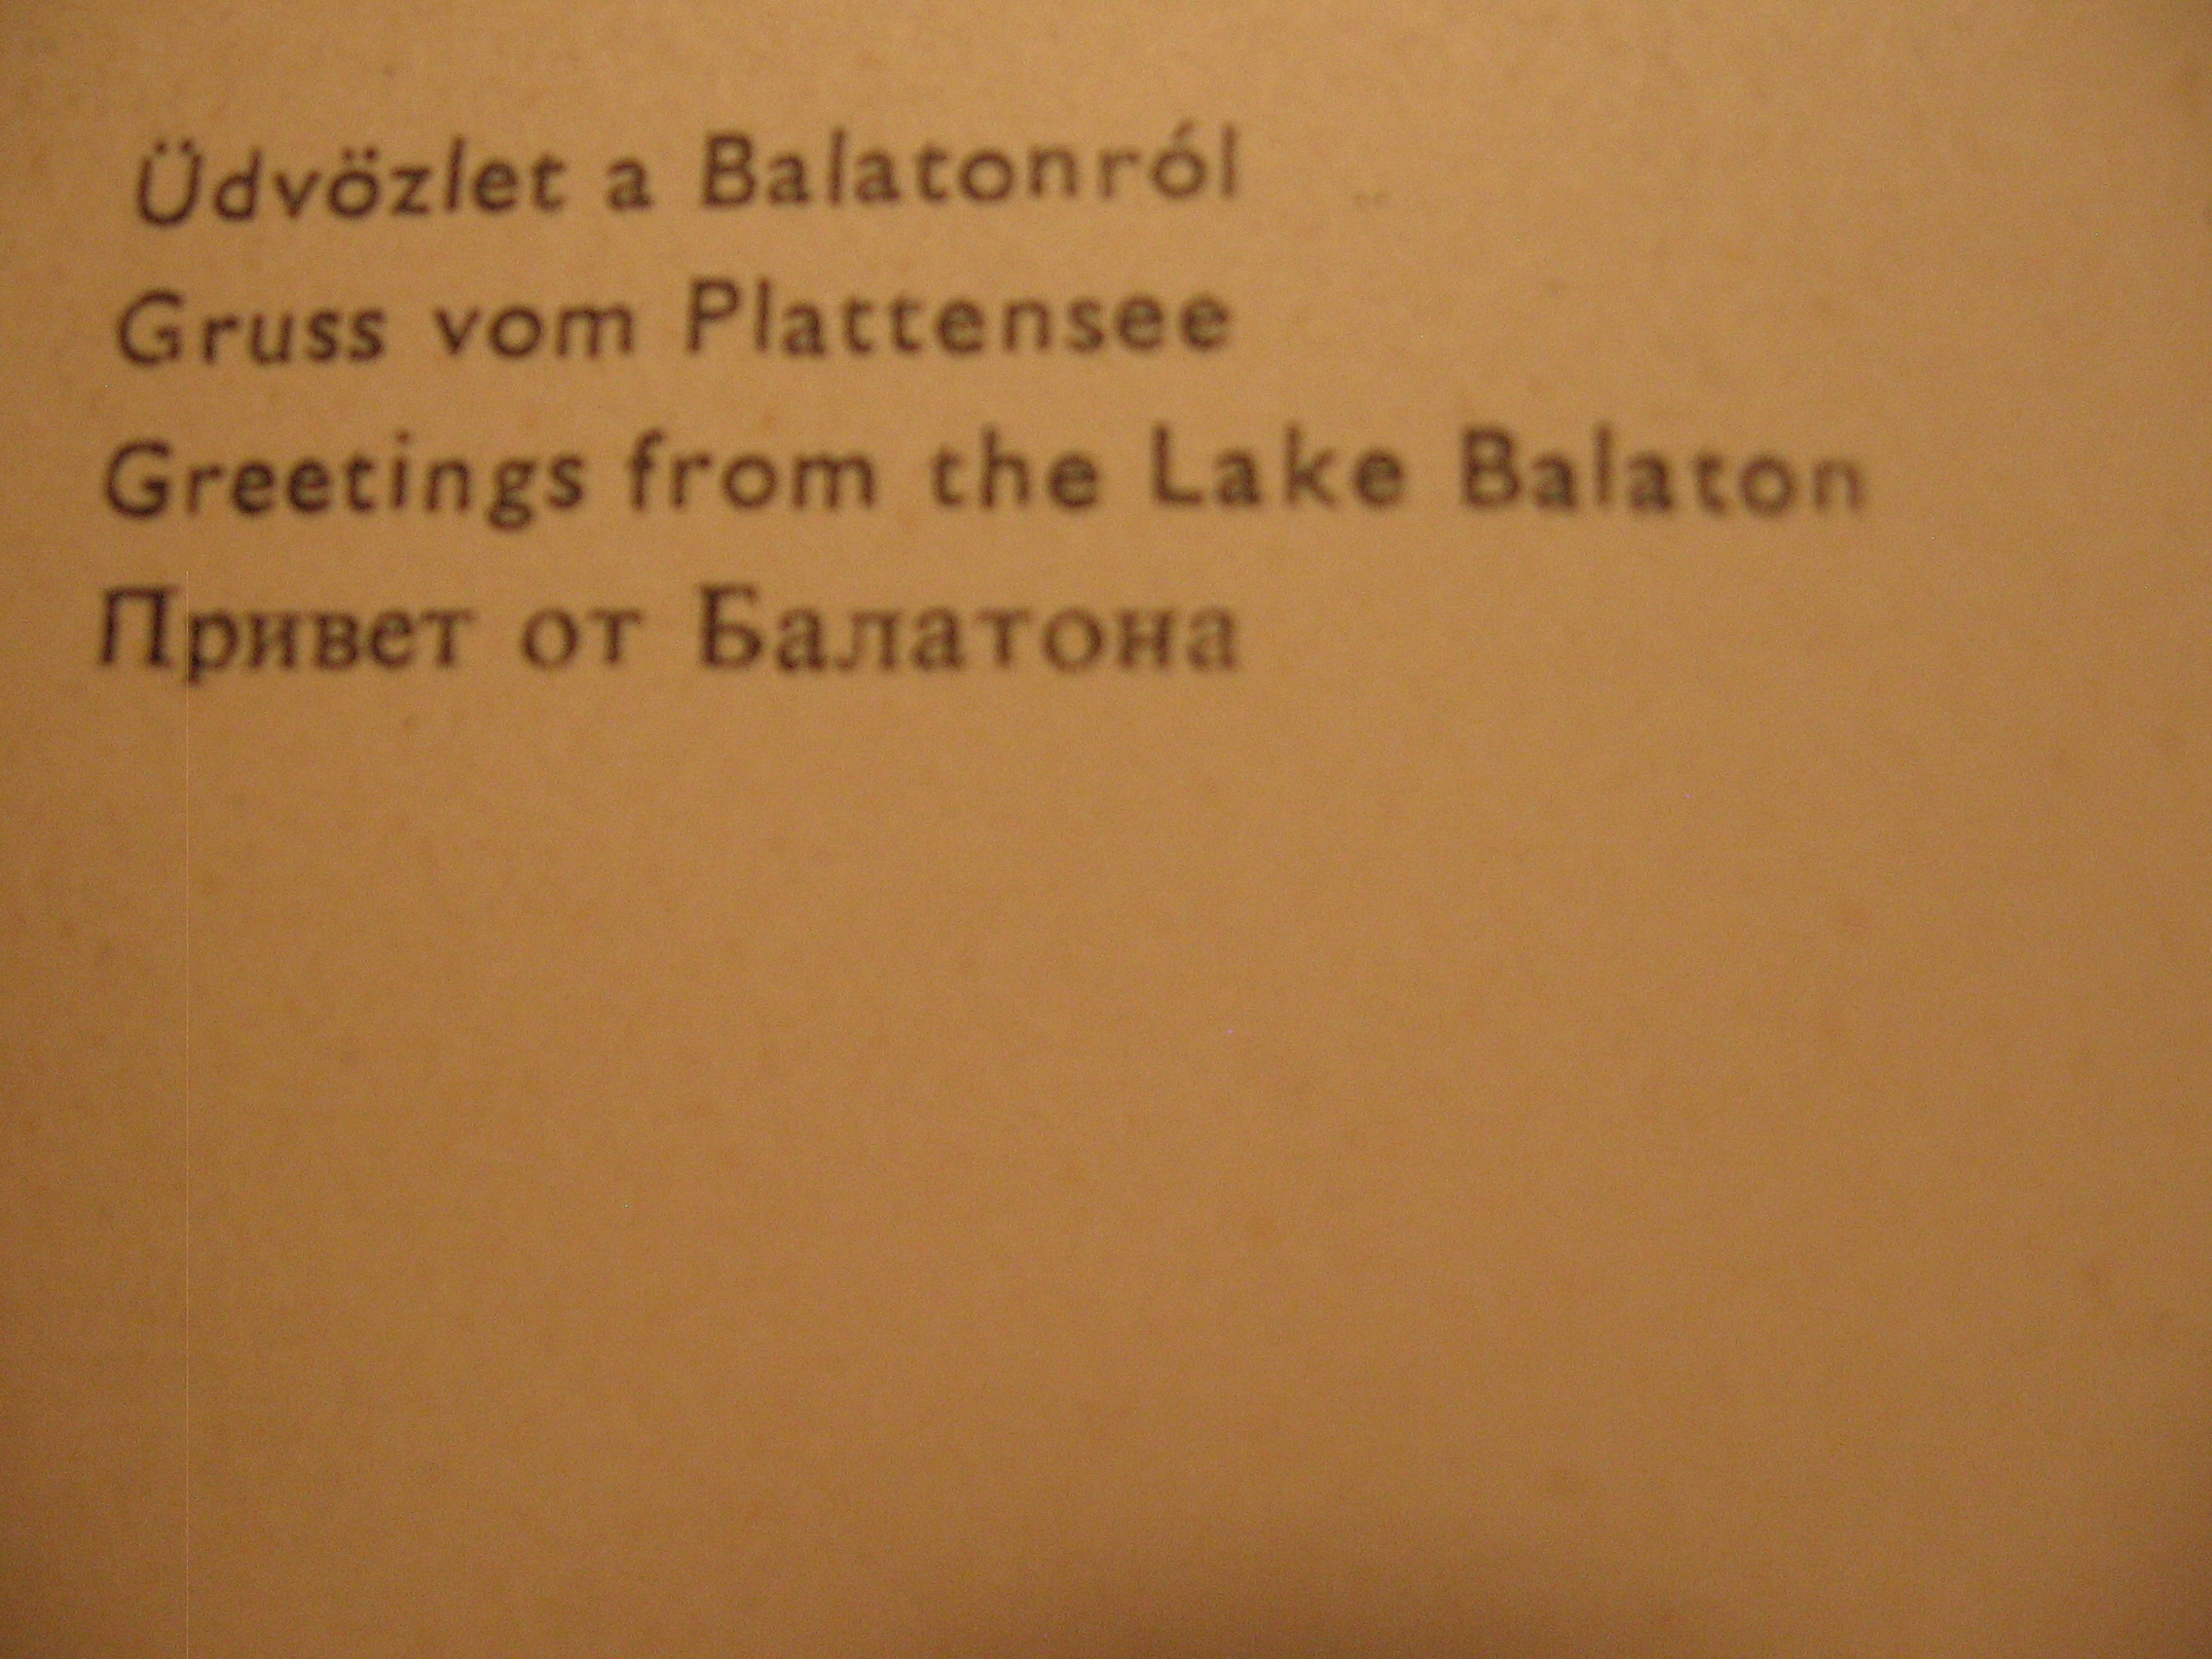 Üdvözlet a Balatonról
Gruss vom Plattensee
Greetings from the Lake Balaton
Привет от Балатона